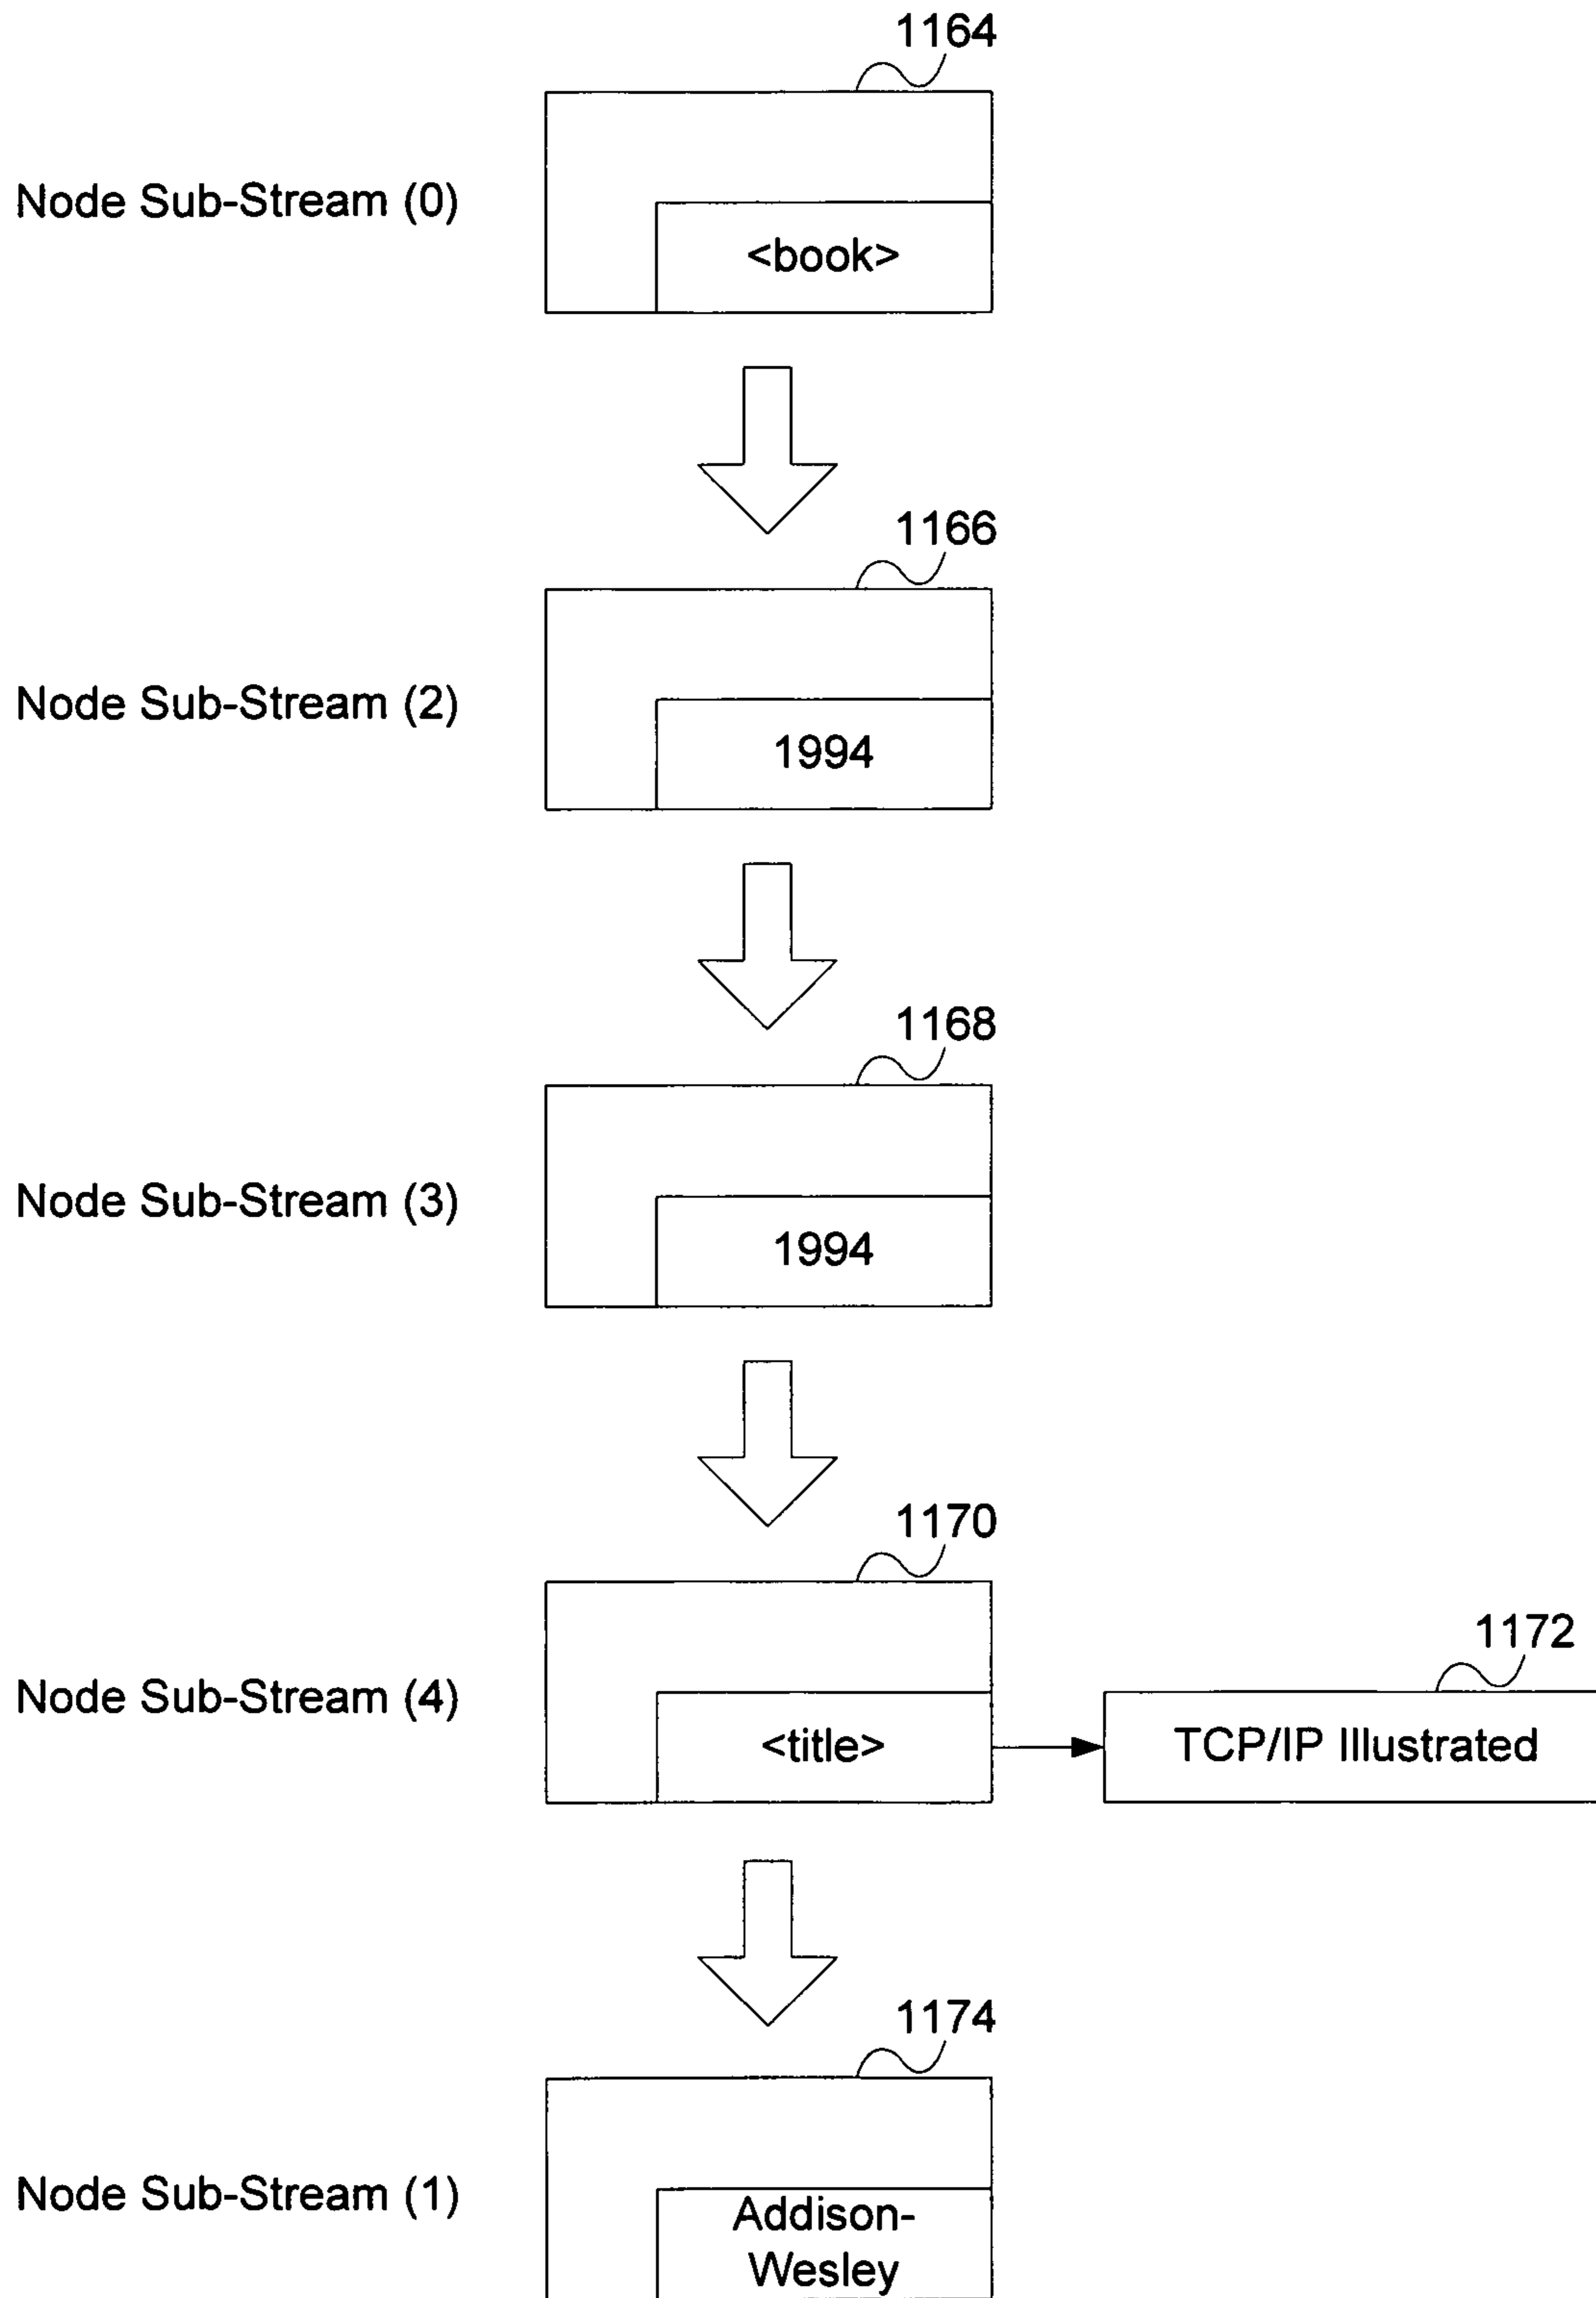 1164
Node Sub-Stream (0)
<book>
1166
Node Sub-Stream (2)
1994
1168
Node Sub-Stream (3)
1994
1170
1172
Node Sub-Stream (4)
<title>
TCP/IP Illustrated
1174
Node Sub-Stream (1)
Addison-
Wesley